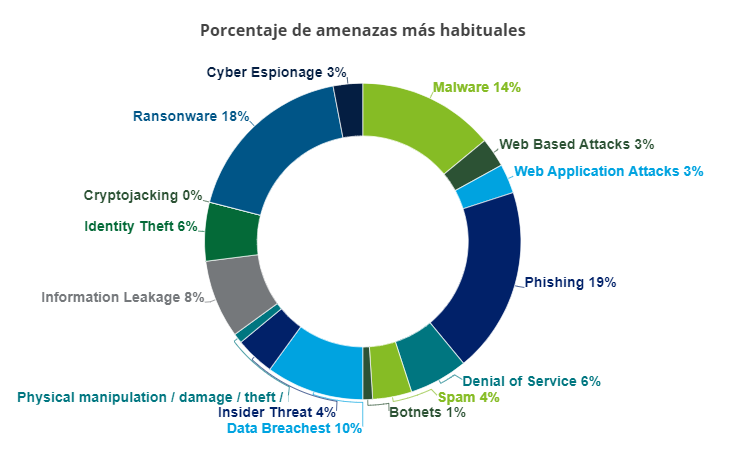 Porcentaje de amenazas más habituales
Cyber Espionage 3%
Malware 14%
Ransonware 18%
Web Based Attacks 3%
Web Application Attacks 3%
Cryptojacking 0%
Identity Theft 6%
Phishing 19%
Information Leakage 8%
Denial of Service 6%
Physical manipulation / damage / theft /
Spam 4%
Insider Threat 4%
Botnets 1%
Data Breachest 10%